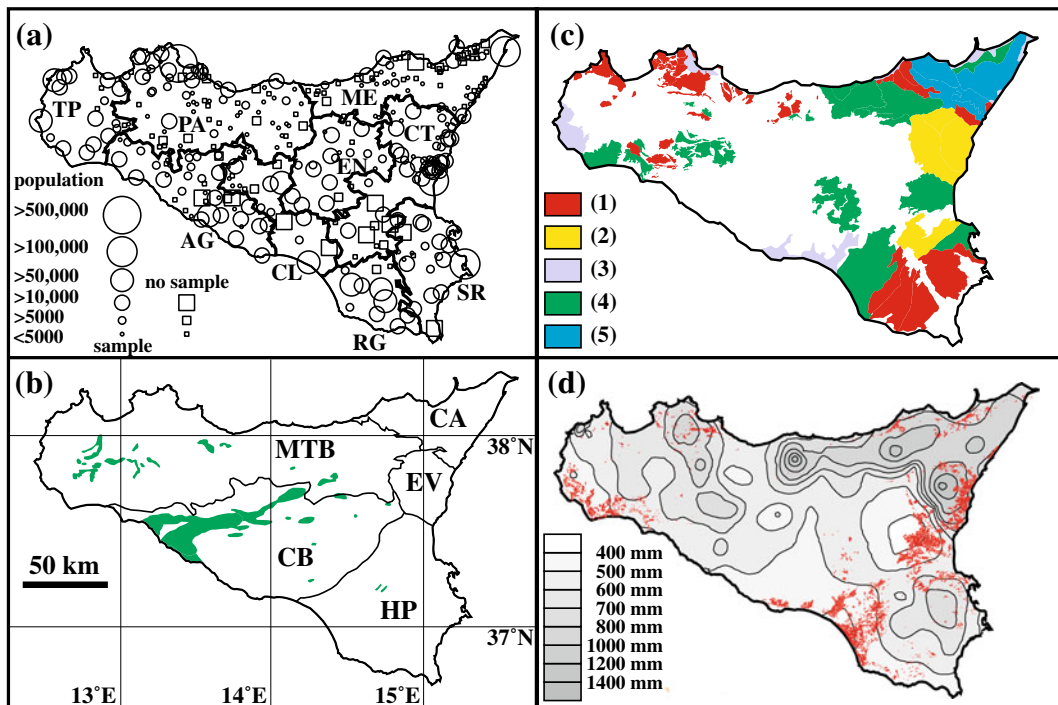 (a)
TP
PA
ME
CT
EN
AG
CL
SR
RG
population
>500,000
>100,000
>50,000
>10,000
>5000
<5000
no sample
sample
(c)
(1)
(2)
(3)
(4)
(5)
(b)
CA
MTB
EV
CB
HP
50 km
38°N
37°N
13°E
14°E
15°E
(d)
400 mm
500 mm
600 mm
700 mm
800 mm
1000 mm
1200 mm
1400 mm